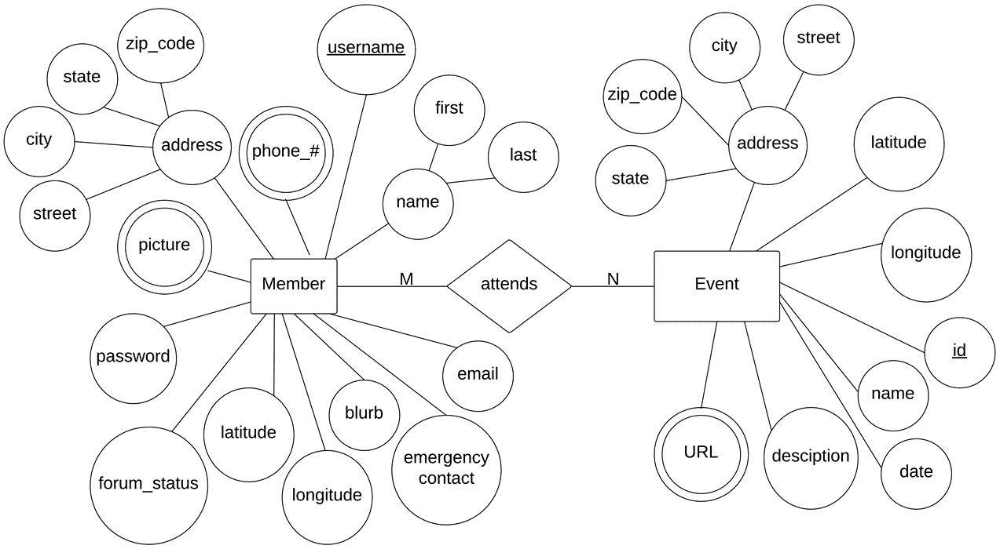 zip_code
username
city
street
state
first
zip_code
city
address
phone_#
last
address
latitude
street
name
state
picture
longitude
Member
M
attends
N
Event
password
email
id
blurb
name
latitude
emergency
contact
URL
desciption
forum_status
longitude
date